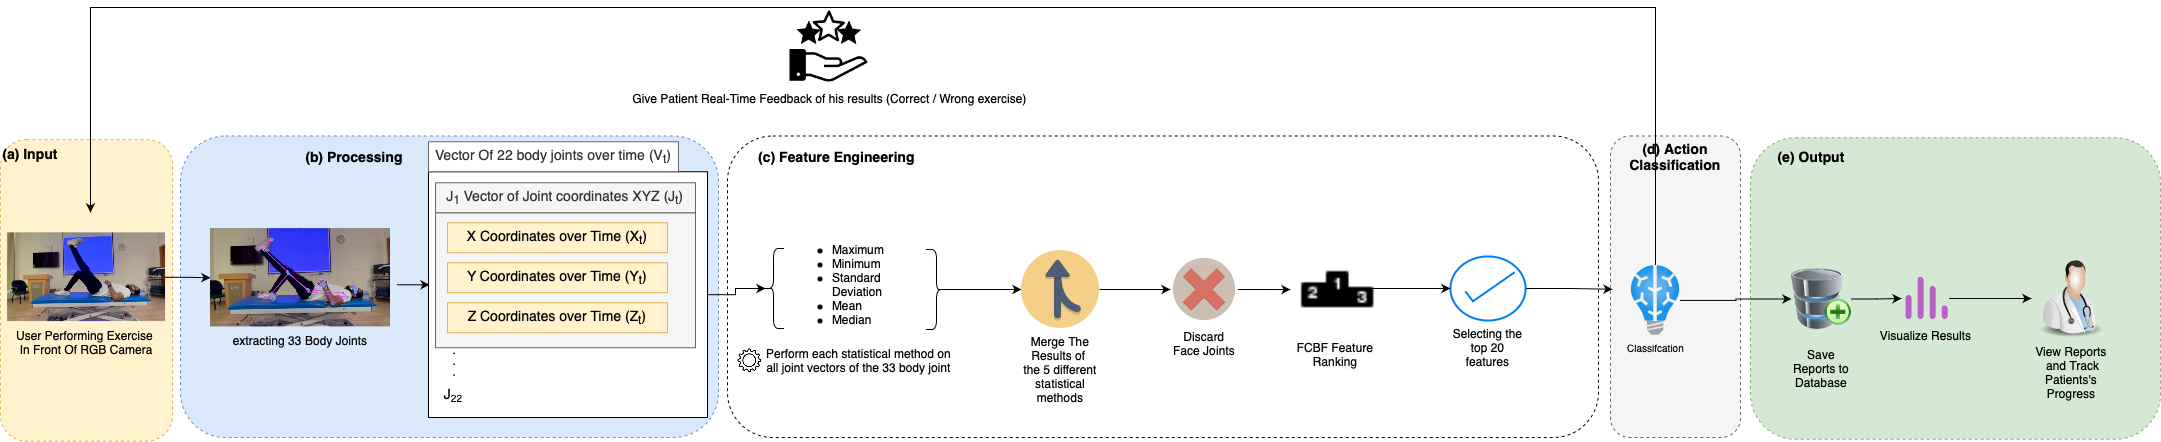 Give Patient Real-Time Feedback of his results (Correct / Wrong exercise)
(a) Input
User Performing Exercise
In Front Of RGB Camera
(b) Processing
extracting 33 Body Joints
Vector Of 22 body joints over time (Vt)
J1 Vector of Joint coordinates XYZ (Jt)
X Coordinates over Time (Xt)
Y Coordinates over Time (Yt)
Z Coordinates over Time (Zt)
.
.
.
J22
(c) Feature Engineering
• Maximum
• Minimum
• Standard
Deviation
• Mean
• Median
Perform each statistical method on
all joint vectors of the 33 body joint
Merge The
Results of
the 5 different
statistical
methods
Discard
Face Joints
2 1 3
FCBF Feature
Ranking
Selecting the
top 20
features
(d) Action
Classification
Classifcation
(e) Output
Save
Reports to
Database
Visualize Results
View Reports
and Track
Patients's
Progress